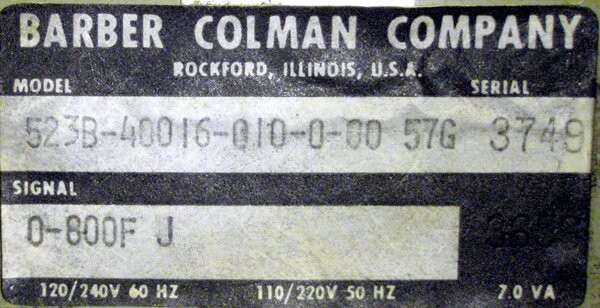 BARBER COLMAN COMPANY
ROCKFORD, ILLINOIS, U.S.A.
MODEL SERIAL
523B-40016-010-0-00 57G 3749
SIGNAL
0-800F J
120/240V 60 HZ 110/220V 50 HZ 7.0 VA